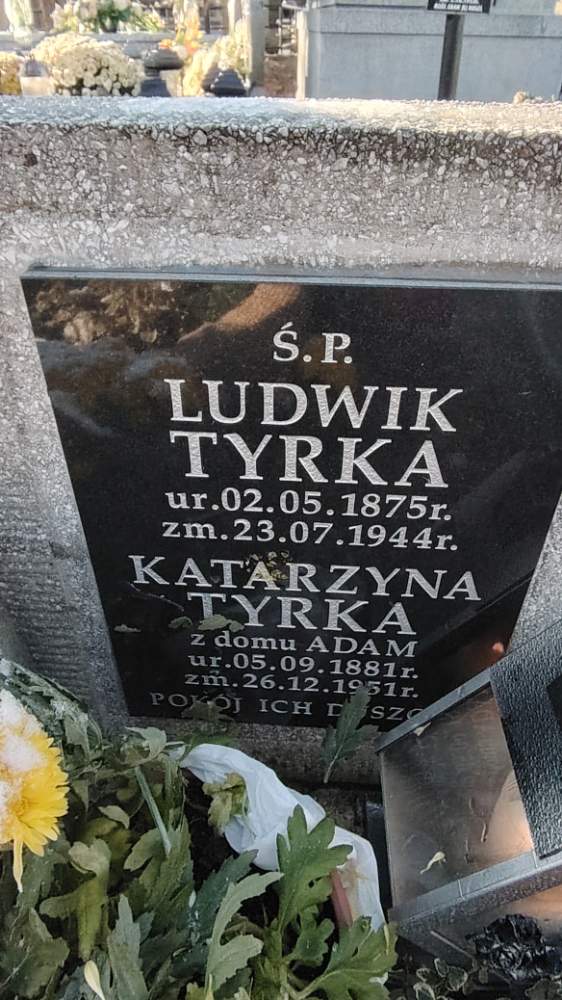 Ś.P.
LUDWIK
TYRKA
ur.02.05.1875r.
zm.23.07.1944r.
KATARZYNA
TYRKA
z domu ADAM
ur.05.09.1881r.
zm.26.12.1951r.
POKÓJ ICH